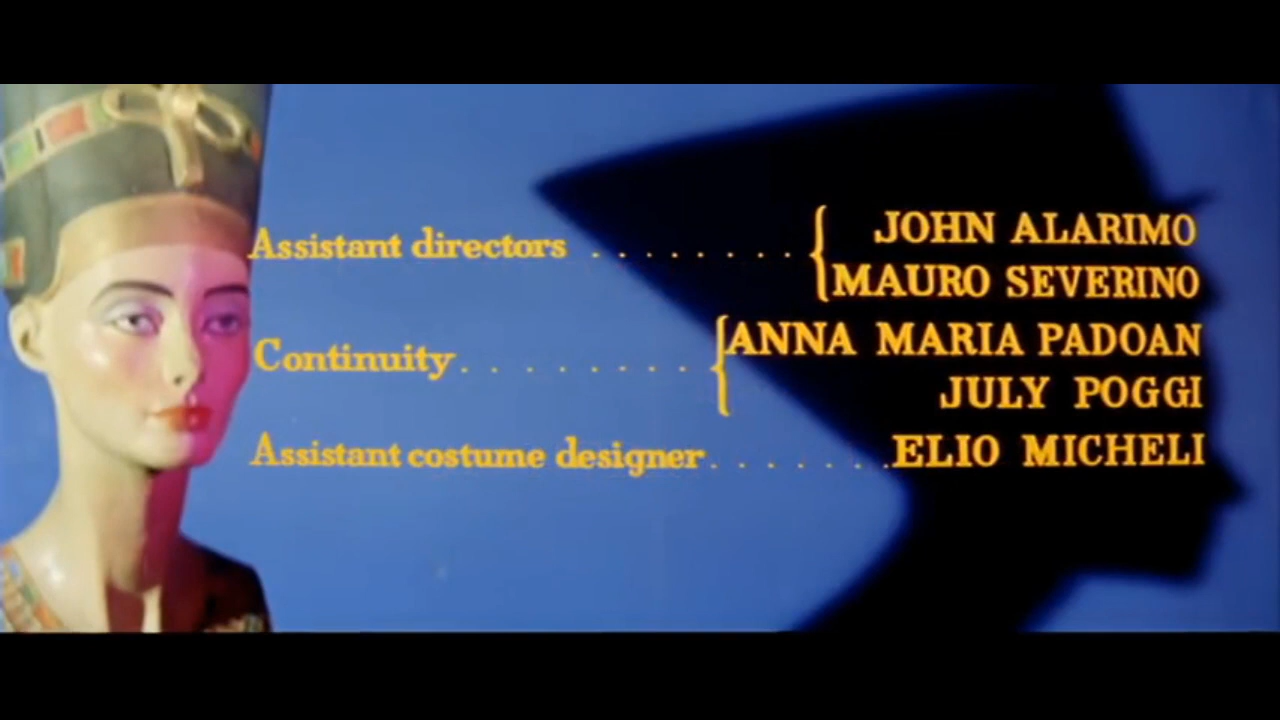 Assistant directors ........ { JOHN ALARIMO
MAURO SEVERINO
Continuity ........ { ANNA MARIA PADOAN
JULY POGGI
Assistant costume designer ....... ELIO MICHELI